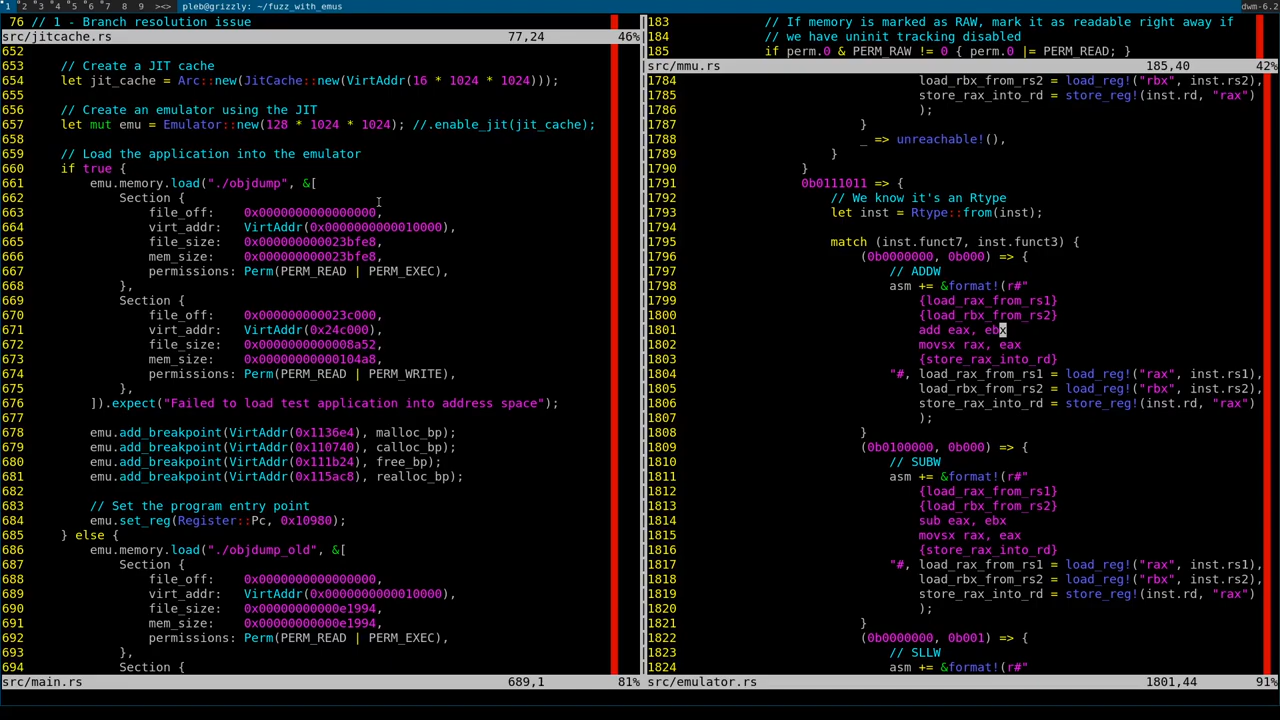 1 2 3 4 5 6 7 8 9 ><> pleb@grizzly: ~/fuzz_with_emus dwm-6.2
76 // 1 - Branch resolution issue
src/jitcache.rs 77,24 46%
652
653 // Create a JIT cache
654 let jit_cache = Arc::new(JitCache::new(VirtAddr(16 * 1024 * 1024)));
655
656 // Create an emulator using the JIT
657 let mut emu = Emulator::new(128 * 1024 * 1024); //.enable_jit(jit_cache);
658
659 // Load the application into the emulator
660 if true {
661 emu.memory.load("./objdump", &[
662 Section {
663 file_off: 0x0000000000000000,
664 virt_addr: VirtAddr(0x0000000000010000),
665 file_size: 0x000000000023bfe8,
666 mem_size: 0x000000000023bfe8,
667 permissions: Perm(PERM_READ | PERM_EXEC),
668 },
669 Section {
670 file_off: 0x000000000023c000,
671 virt_addr: VirtAddr(0x24c000),
672 file_size: 0x0000000000008a52,
673 mem_size: 0x00000000000104a8,
674 permissions: Perm(PERM_READ | PERM_WRITE),
675 },
676 ]).expect("Failed to load test application into address space");
677
678 emu.add_breakpoint(VirtAddr(0x1136e4), malloc_bp);
679 emu.add_breakpoint(VirtAddr(0x110740), calloc_bp);
680 emu.add_breakpoint(VirtAddr(0x111b24), free_bp);
681 emu.add_breakpoint(VirtAddr(0x115ac8), realloc_bp);
682
683 // Set the program entry point
684 emu.set_reg(Register::Pc, 0x10980);
685 } else {
686 emu.memory.load("./objdump_old", &[
687 Section {
688 file_off: 0x0000000000000000,
689 virt_addr: VirtAddr(0x0000000000010000),
690 file_size: 0x00000000000e1994,
691 mem_size: 0x00000000000e1994,
692 permissions: Perm(PERM_READ | PERM_EXEC),
693 },
694 Section {
src/main.rs 689,1 81%
183 // If memory is marked as RAW, mark it as readable right away if
184 // we have uninit tracking disabled
185 if perm.0 & PERM_RAW != 0 { perm.0 |= PERM_READ; }
src/mmu.rs 185,40 42%
1784 load_rbx_from_rs2 = load_reg!("rbx", inst.rs2),
1785 store_rax_into_rd = store_reg!(inst.rd, "rax")
1786 );
1787 }
1788 _ => unreachable!(),
1789 }
1790 }
1791 0b0111011 => {
1792 // We know it's an Rtype
1793 let inst = Rtype::from(inst);
1794
1795 match (inst.funct7, inst.funct3) {
1796 (0b0000000, 0b000) => {
1797 // ADDW
1798 asm += &format!(r#"
1799 {load_rax_from_rs1}
1800 {load_rbx_from_rs2}
1801 add eax, ebx
1802 movsx rax, eax
1803 {store_rax_into_rd}
1804 "#, load_rax_from_rs1 = load_reg!("rax", inst.rs1),
1805 load_rbx_from_rs2 = load_reg!("rbx", inst.rs2),
1806 store_rax_into_rd = store_reg!(inst.rd, "rax")
1807 );
1808 }
1809 (0b0100000, 0b000) => {
1810 // SUBW
1811 asm += &format!(r#"
1812 {load_rax_from_rs1}
1813 {load_rbx_from_rs2}
1814 sub eax, ebx
1815 movsx rax, eax
1816 {store_rax_into_rd}
1817 "#, load_rax_from_rs1 = load_reg!("rax", inst.rs1),
1818 load_rbx_from_rs2 = load_reg!("rbx", inst.rs2),
1819 store_rax_into_rd = store_reg!(inst.rd, "rax")
1820 );
1821 }
1822 (0b0000000, 0b001) => {
1823 // SLLW
1824 asm += &format!(r#"
src/emulator.rs 1801,44 91%